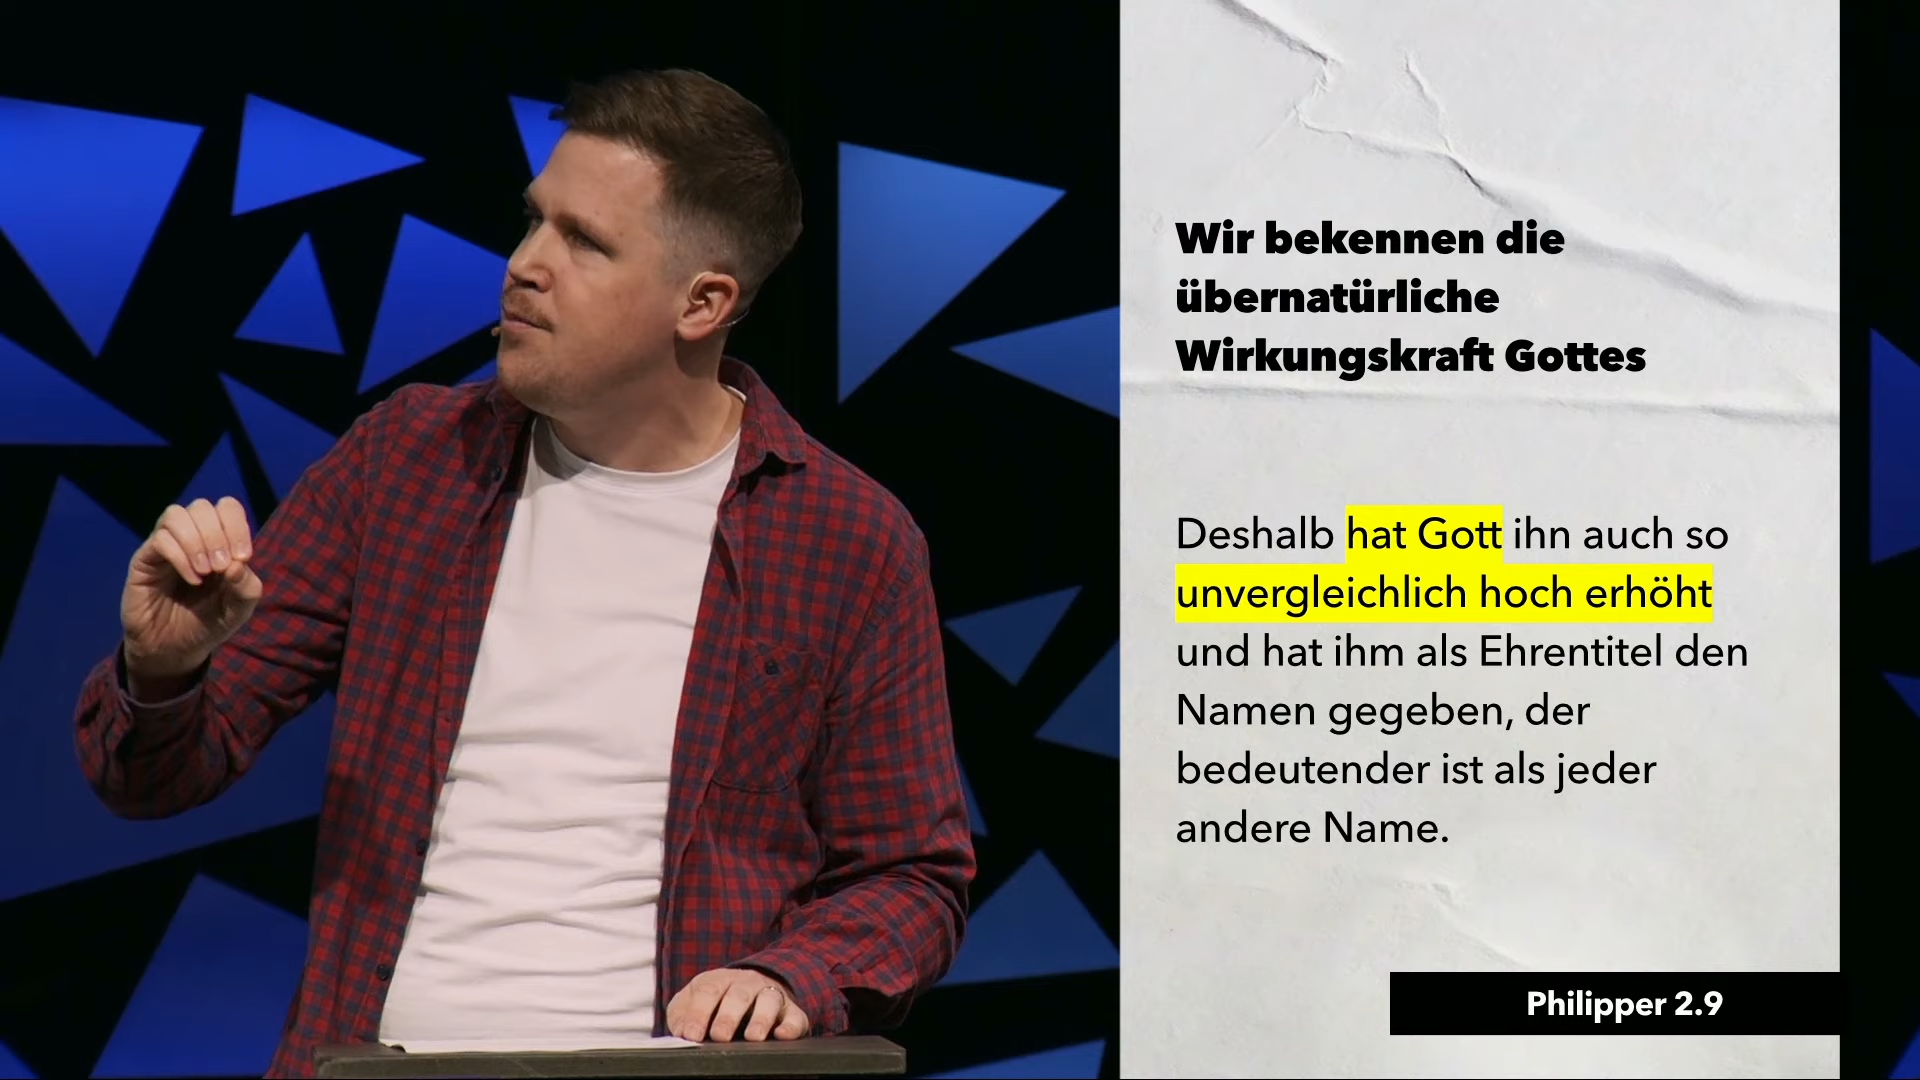 Wir bekennen die
übernatürliche
Wirkungskraft Gottes
Deshalb hat Gott ihn auch so
unvergleichlich hoch erhöht
und hat ihm als Ehrentitel den
Namen gegeben, der
bedeutender ist als jeder
andere Name.
Philipper 2.9